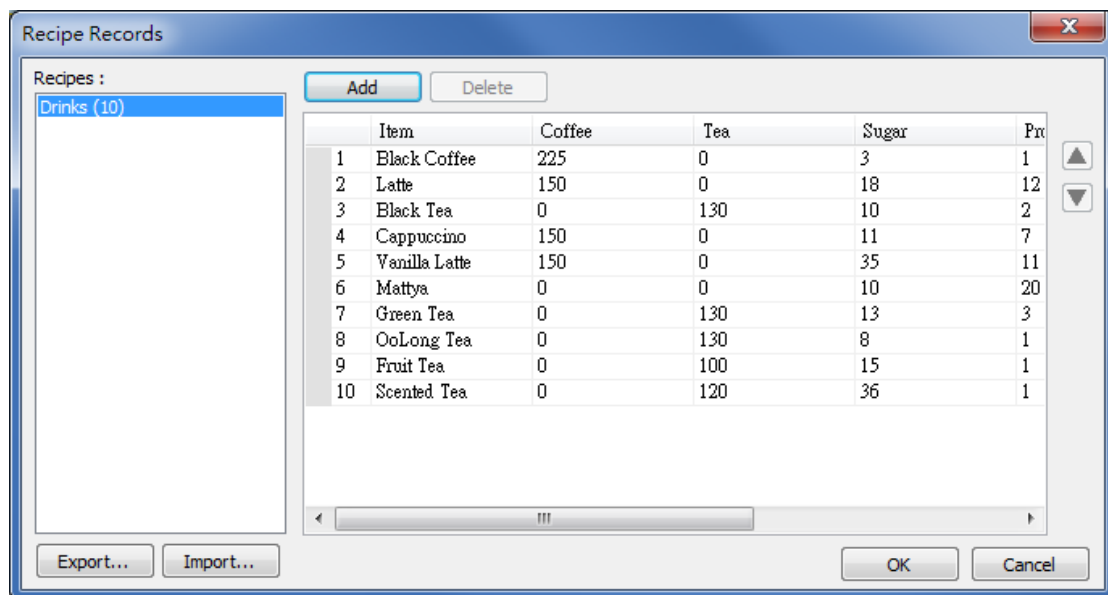 Recipe Records
Recipes :
Drinks (10)
Add Delete
Item Coffee Tea Sugar Pro
1 Black Coffee 225 0 3 1
2 Latte 150 0 18 12
3 Black Tea 0 130 10 2
4 Cappuccino 150 0 11 7
5 Vanilla Latte 150 0 35 11
6 Mattya 0 0 10 20
7 Green Tea 0 130 13 3
8 OoLong Tea 0 130 8 1
9 Fruit Tea 0 100 15 1
10 Scented Tea 0 120 36 1
Export... Import... OK Cancel